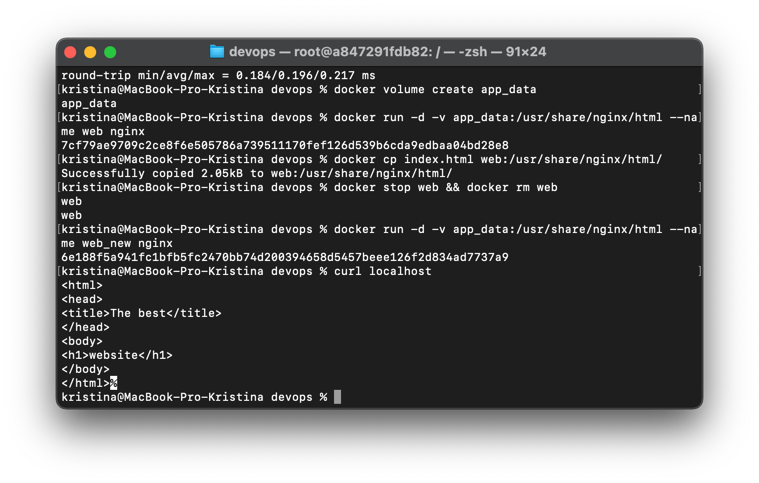 devops — root@a847291fdb82: / — -zsh — 91×24
round-trip min/avg/max = 0.184/0.196/0.217 ms
[kristina@MacBook-Pro-Kristina devops % docker volume create app_data ]
app_data
[kristina@MacBook-Pro-Kristina devops % docker run -d -v app_data:/usr/share/nginx/html --na]
me web nginx
7cf79ae9709c2ce8f6e505786a739511170fef126d539b6cda9edbaa04bd28e8
[kristina@MacBook-Pro-Kristina devops % docker cp index.html web:/usr/share/nginx/html/ ]
Successfully copied 2.05kB to web:/usr/share/nginx/html/
[kristina@MacBook-Pro-Kristina devops % docker stop web && docker rm web ]
web
web
[kristina@MacBook-Pro-Kristina devops % docker run -d -v app_data:/usr/share/nginx/html --na]
me web_new nginx
6e188f5a941fc1bfb5fc2470bb74d200394658d5457beee126f2d834ad7737a9
[kristina@MacBook-Pro-Kristina devops % curl localhost ]
<html>
<head>
<title>The best</title>
</head>
<body>
<h1>website</h1>
</body>
</html>%
kristina@MacBook-Pro-Kristina devops %